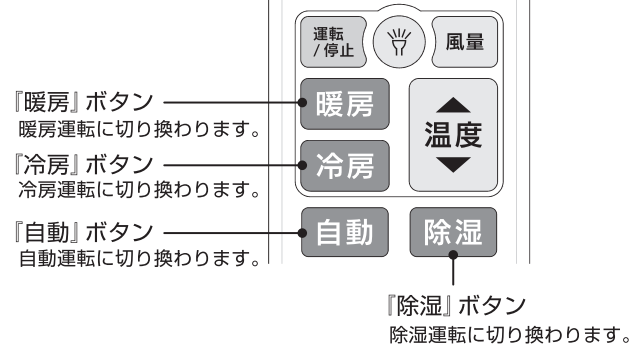 運転
/停止
風量
『暖房』ボタン
暖房運転に切り換わります。
暖房
温度
『冷房』ボタン
冷房運転に切り換わります。
冷房
『自動』ボタン
自動運転に切り換わります。
自動
除湿
『除湿』ボタン
除湿運転に切り換わります。